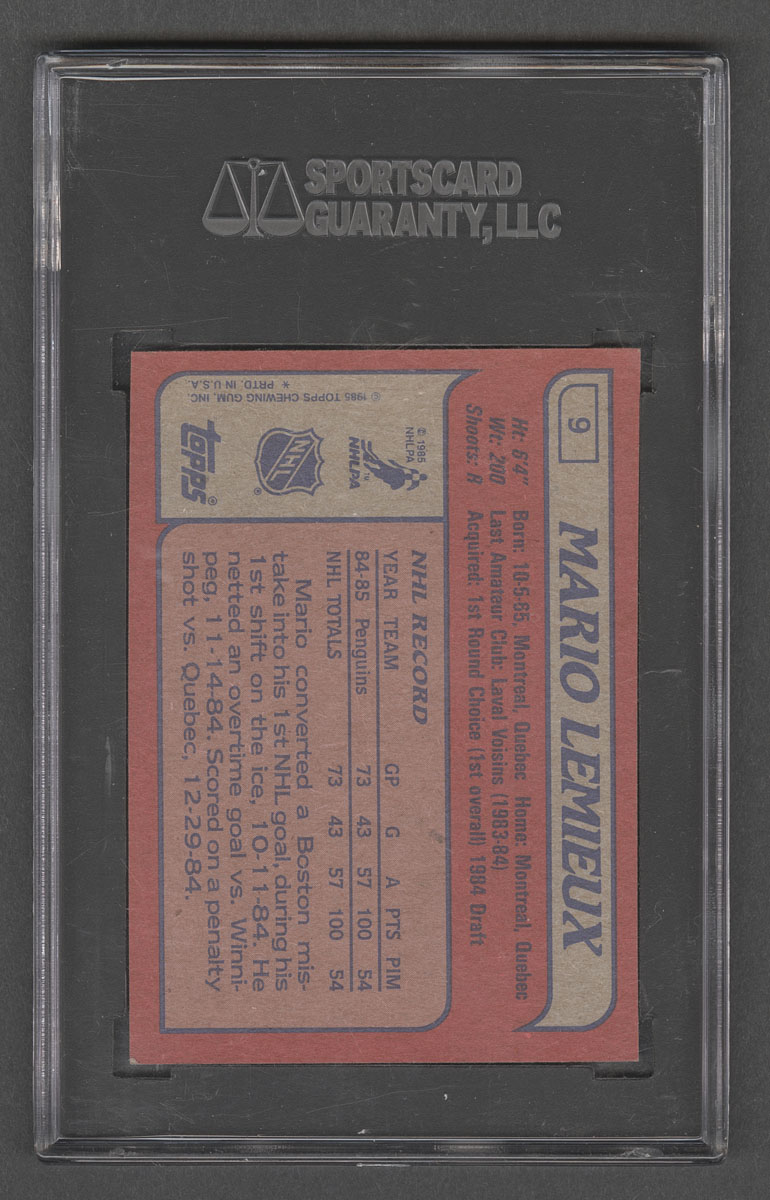 SPORTSCARD
GUARANTY, LLC
9
MARIO LEMIEUX
Ht: 6'4" Born: 10-5-65, Montreal, Quebec Home: Montreal, Quebec
Wt: 200 Last Amateur Club: Laval Voisins (1983-84)
Shoots: R Acquired: 1st Round Choice (1st overall) 1984 Draft
© 1985
NHLPA
NHLPA
TM
NHL
®
topps®
© 1985 TOPPS CHEWING GUM, INC.
* PRTD. IN U.S.A.
NHL RECORD
YEAR TEAM GP G A PTS PIM
84-85 Penguins 73 43 57 100 54
NHL TOTALS 73 43 57 100 54
Mario converted a Boston mis-
take into his 1st NHL goal, during his
1st shift on the ice, 10-11-84. He
netted an overtime goal vs. Winni-
peg, 11-14-84. Scored on a penalty
shot vs. Quebec, 12-29-84.